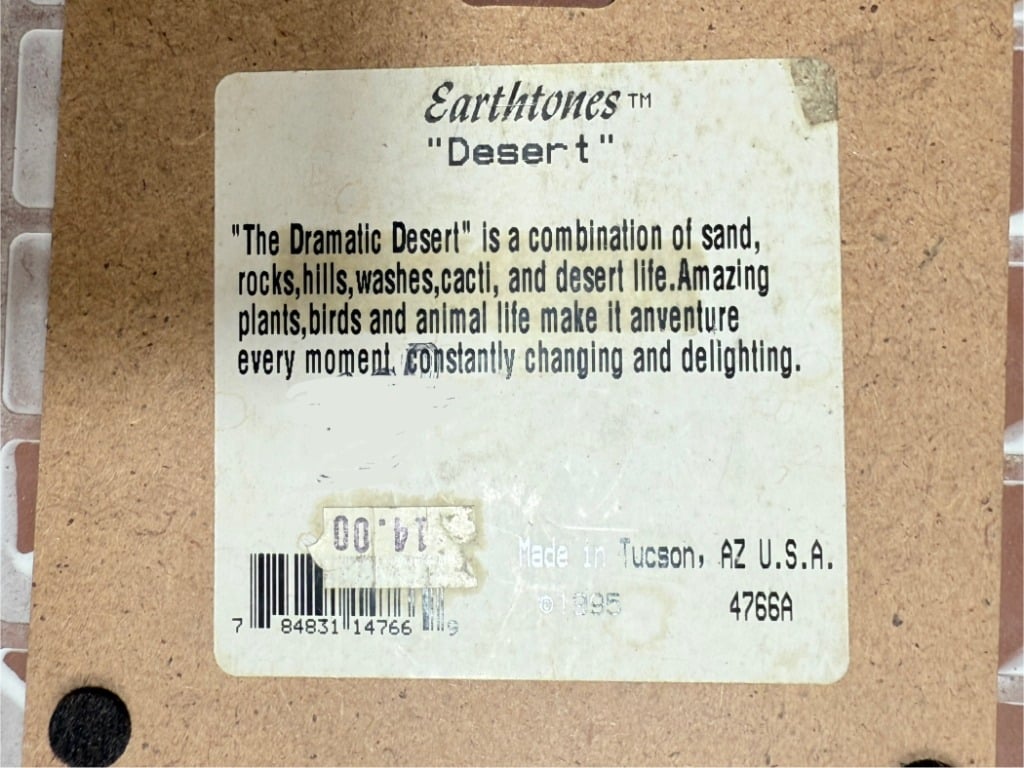 Earthtones™
"Desert"
"The Dramatic Desert" is a combination of sand,
rocks,hills,washes,cacti, and desert life.Amazing
plants,birds and animal life make it anventure
every moment, constantly changing and delighting.
14.00
Made in Tucson, AZ U.S.A.
©1995 4766A
7 84831 14766 9